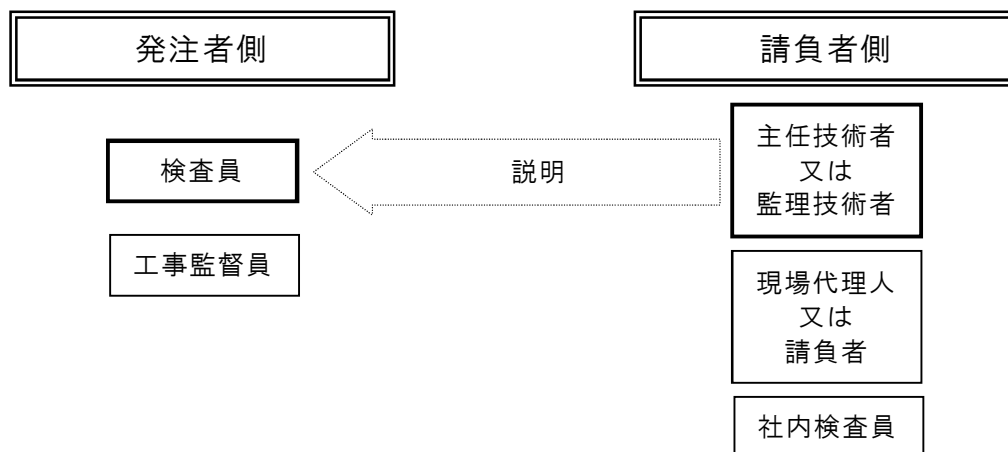 発注者側
請負者側
検査員
説明
主任技術者
又は
監理技術者
工事監督員
現場代理人
又は
請負者
社内検査員